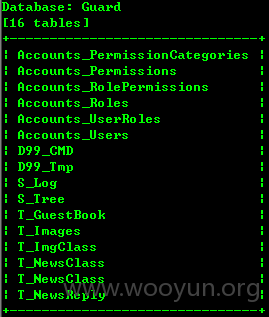 Database: Guard
[16 tables]
+----------------------------------+
| Accounts_PermissionCategories |
| Accounts_Permissions |
| Accounts_RolePermissions |
| Accounts_Roles |
| Accounts_UserRoles |
| Accounts_Users |
| D99_CMD |
| D99_Tmp |
| S_Log |
| S_Tree |
| T_GuestBook |
| T_Images |
| T_ImgClass |
| T_NewsClass |
| T_NewsClass |
| T_NewsReply |
+----------------------------------+
www.wooyun.org